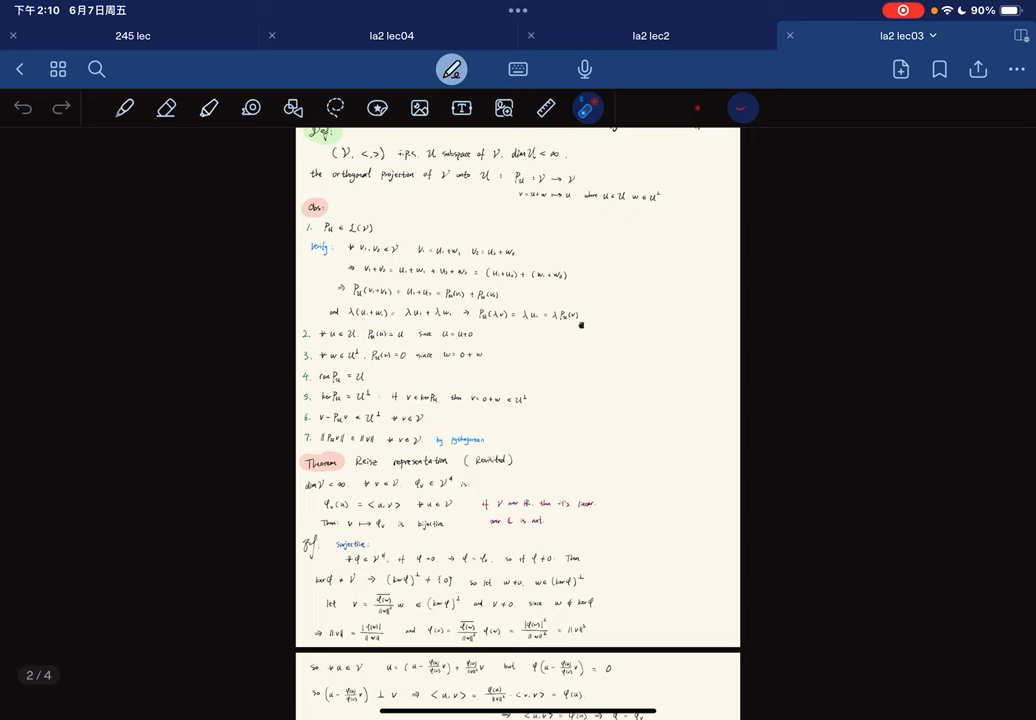 下午2:10 6月7日周五
90%
245 lec
la2 lec04
la2 lec2
la2 lec03
Def:
(V, <,>) i.p.s. U subspace of V. dim U < ∞.
the orthogonal projection of V onto U : P_U = V → V
v = u+w ↦ u where u ∈ U. w ∈ U^⊥
Obs:
1. P_U ∈ L(V)
Verify: ∀ v₁, v₂ ∈ V v₁ = u₁+w₁, v₂ = u₂+w₂
⇒ v₁+v₂ = u₁+w₁ + u₂+w₂ = (u₁+u₂) + (w₁+w₂)
⇒ P_U(v₁+v₂) = u₁+u₂ = P_U(v₁) + P_U(v₂)
and λ(u₁+w₁) = λu₁ + λw₁ ⇒ P_U(λv) = λu₁ = λP_U(v)
2. ∀ u ∈ U. P_U(u) = u since u = u+0
3. ∀ w ∈ U^⊥, P_U(w) = 0 since w = 0 + w
4. ran P_U = U
5. ker P_U = U^⊥ : if v ∈ ker P_U. then v = 0+w ∈ U^⊥
6. v - P_U v ∈ U^⊥ ∀ v ∈ V
7. ||P_U v|| ≤ ||v|| ∀ v ∈ V by pythagorean
Theorem Reisz representation (Revisited)
dim V < ∞. ∀ v ∈ V. φ_v ∈ V* is:
φ_v(u) = <u,v> ∀ u ∈ V. if V over ℝ, then it's linear.
Then: v ↦ φ_v is bijective over ℂ is not.
Pf: Surjective:
∀ φ ∈ V*, if φ=0. ⇒ φ = φ₀. so if φ ≠ 0: Then
ker φ ≠ V ⇒ (ker φ)^⊥ ≠ {0} so let w≠0. w ∈ (ker φ)^⊥
let v = \overline{φ(w)}/||w||² w ∈ (ker φ)^⊥ and v ≠ 0. since w ∉ ker φ
⇒ ||v|| = |φ(w)|/||w|| and φ(v) = \overline{φ(w)}/||w||² φ(w) = |φ(w)|²/||w||² = ||v||²
2 / 4
so ∀ u ∈ V. u = (u - φ(u)/φ(v) v) + φ(u)/||v||² v but φ(u - φ(u)/φ(v) v) = 0
so (u - φ(u)/φ(v) v) ⊥ v ⇒ <u,v> = φ(u)/||v||² · <v,v> = φ(u).
⇒ <u,v> = φ(u) ⇒ φ = φ_v